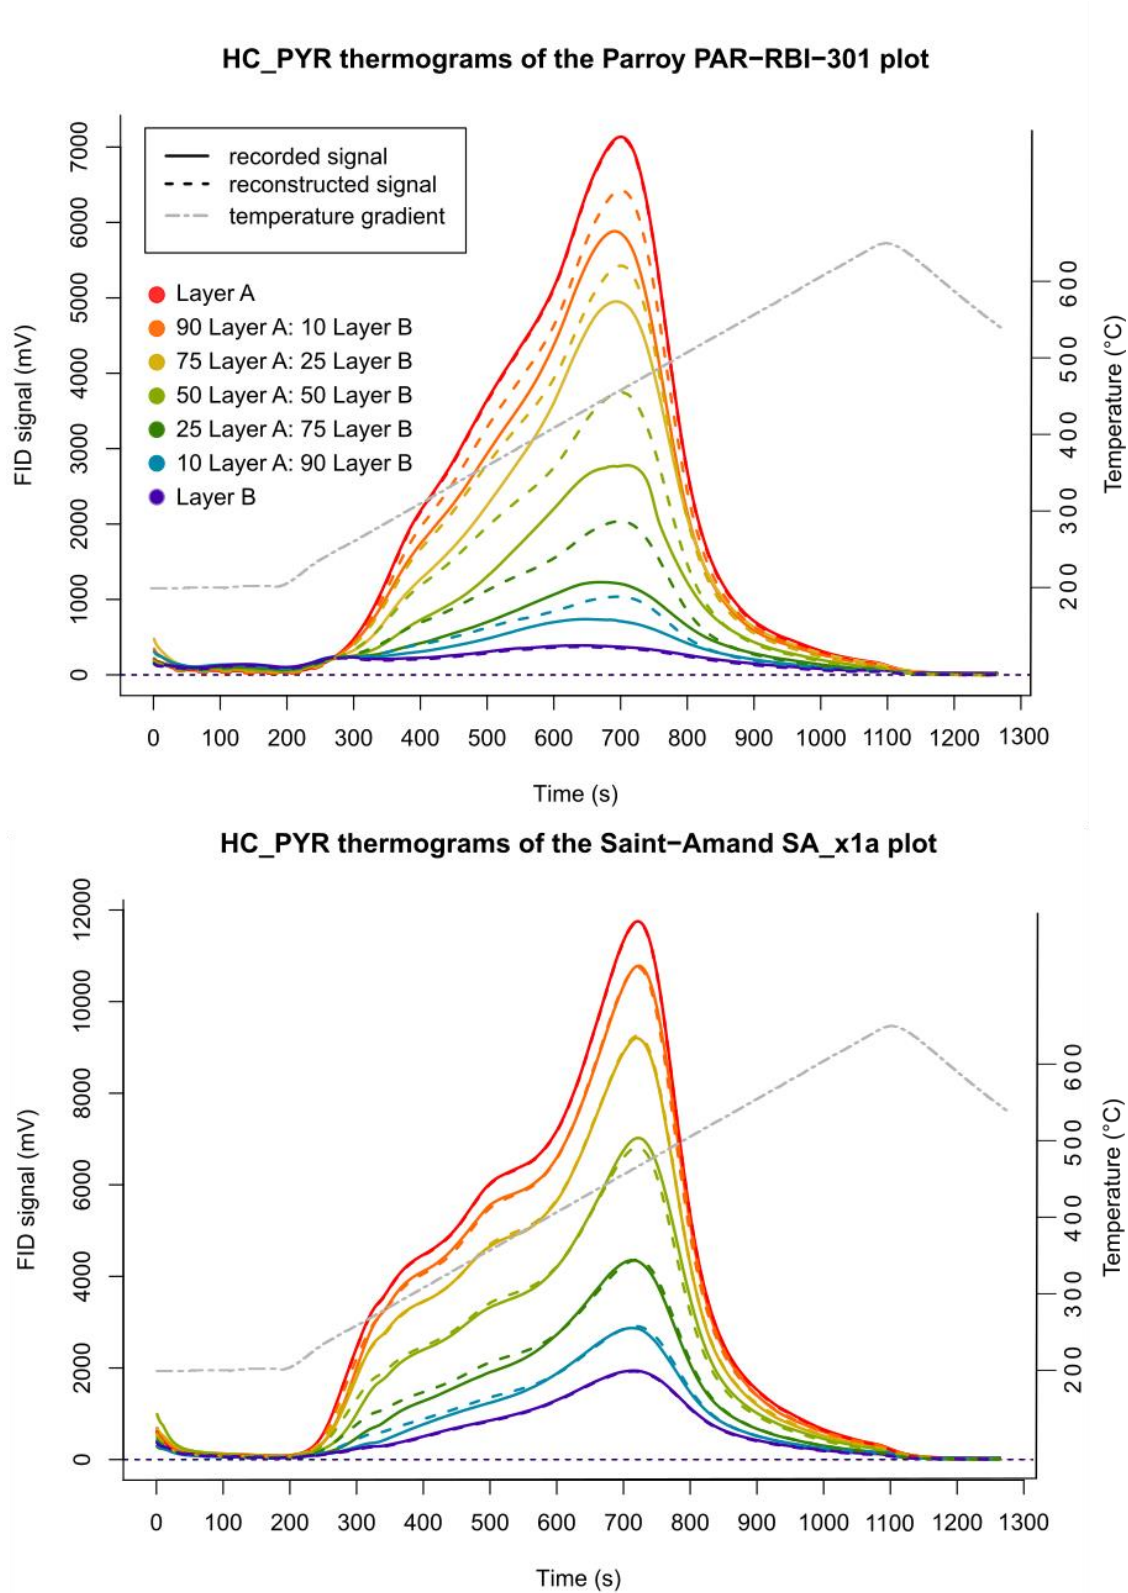 HC_PYR thermograms of the Parroy PAR−RBI−301 plot
recorded signal
reconstructed signal
temperature gradient
Layer A
90 Layer A: 10 Layer B
75 Layer A: 25 Layer B
50 Layer A: 50 Layer B
25 Layer A: 75 Layer B
10 Layer A: 90 Layer B
Layer B
FID signal (mV)
7000
6000
5000
4000
3000
2000
1000
0
Temperature (°C)
600
500
400
300
200
0 100 200 300 400 500 600 700 800 900 1000 1100 1200 1300
Time (s)
HC_PYR thermograms of the Saint−Amand SA_x1a plot
FID signal (mV)
12000
10000
8000
6000
4000
2000
0
Temperature (°C)
600
500
400
300
200
0 100 200 300 400 500 600 700 800 900 1000 1100 1200 1300
Time (s)